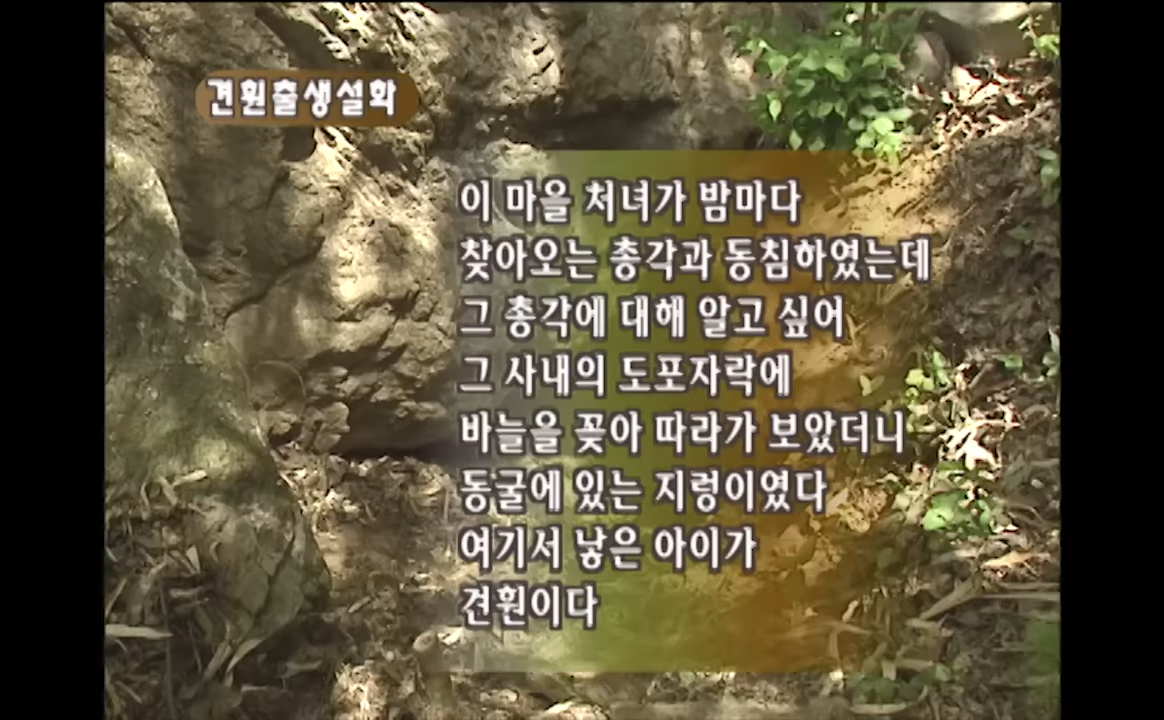 견훤출생설화
이 마을 처녀가 밤마다
찾아오는 총각과 동침하였는데
그 총각에 대해 알고 싶어
그 사내의 도포자락에
바늘을 꽂아 따라가 보았더니
동굴에 있는 지렁이였다
여기서 낳은 아이가
견훤이다